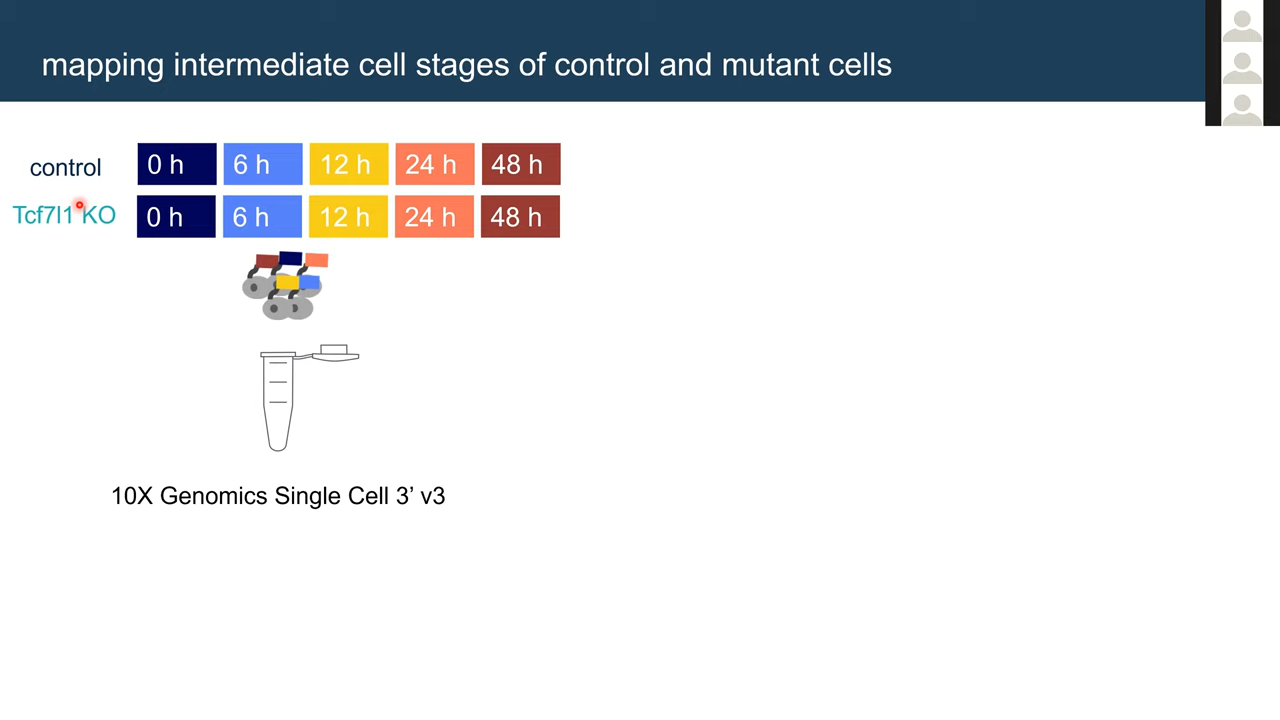 mapping intermediate cell stages of control and mutant cells
control 0 h 6 h 12 h 24 h 48 h
Tcf7l1 KO 0 h 6 h 12 h 24 h 48 h
10X Genomics Single Cell 3’ v3